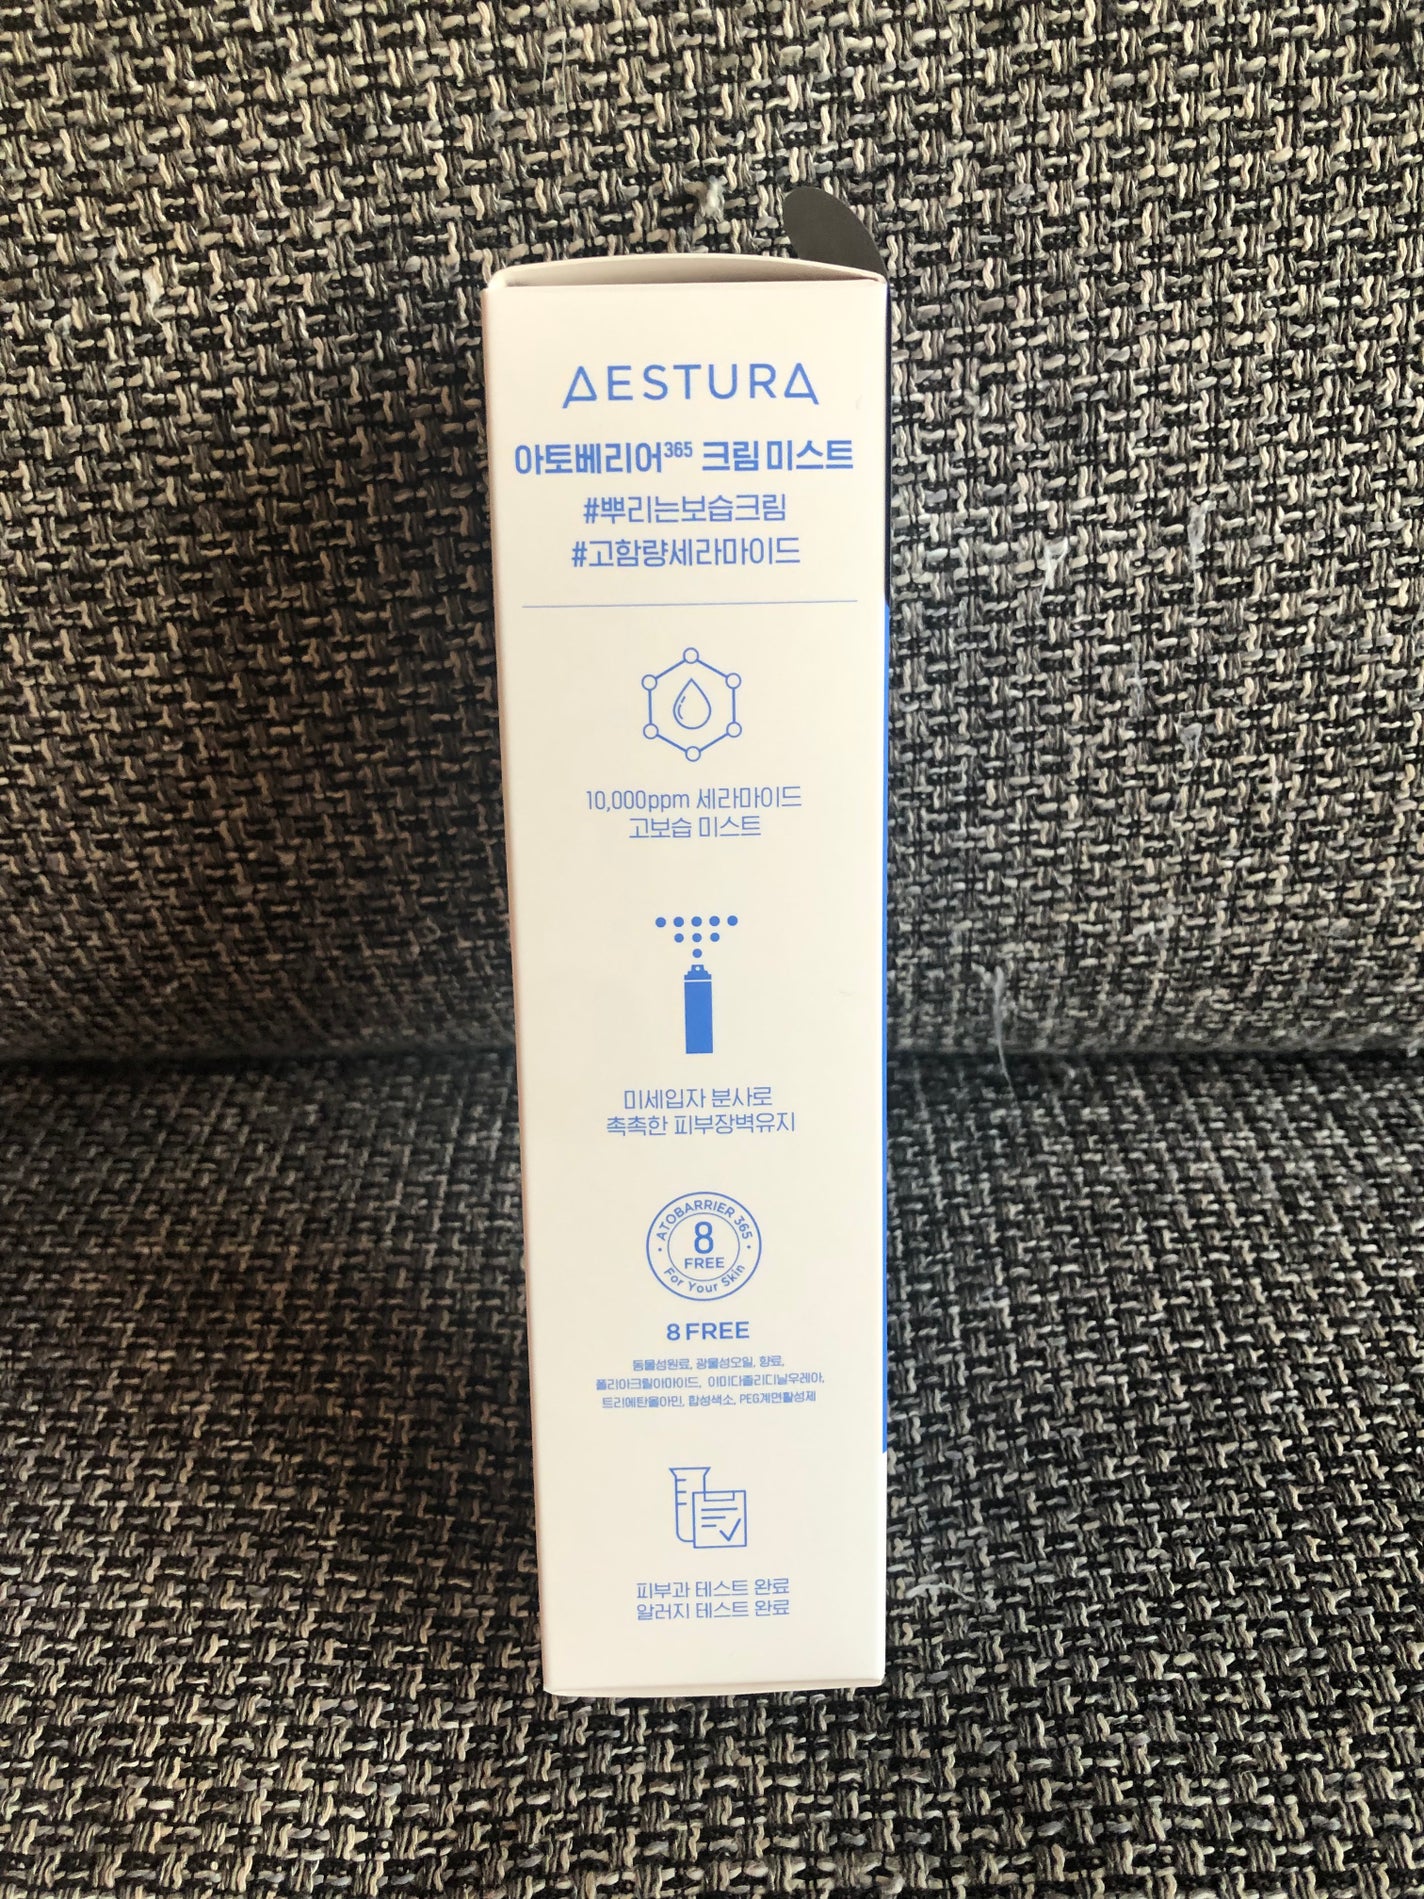 AESTURA
아토베리어365 크림 미스트
#뿌리는보습크림
#고함량세라마이드
10,000ppm 세라마이드
고보습 미스트
미세입자 분사로
촉촉한 피부장벽유지
ATOBARRIER 365
8
FREE
For Your Skin
8 FREE
동물성원료, 광물성오일, 향료,
폴리아크릴아마이드, 이미다졸리디닐우레아,
트리에탄올아민, 합성색소, PEG계면활성제
피부과 테스트 완료
알러지 테스트 완료